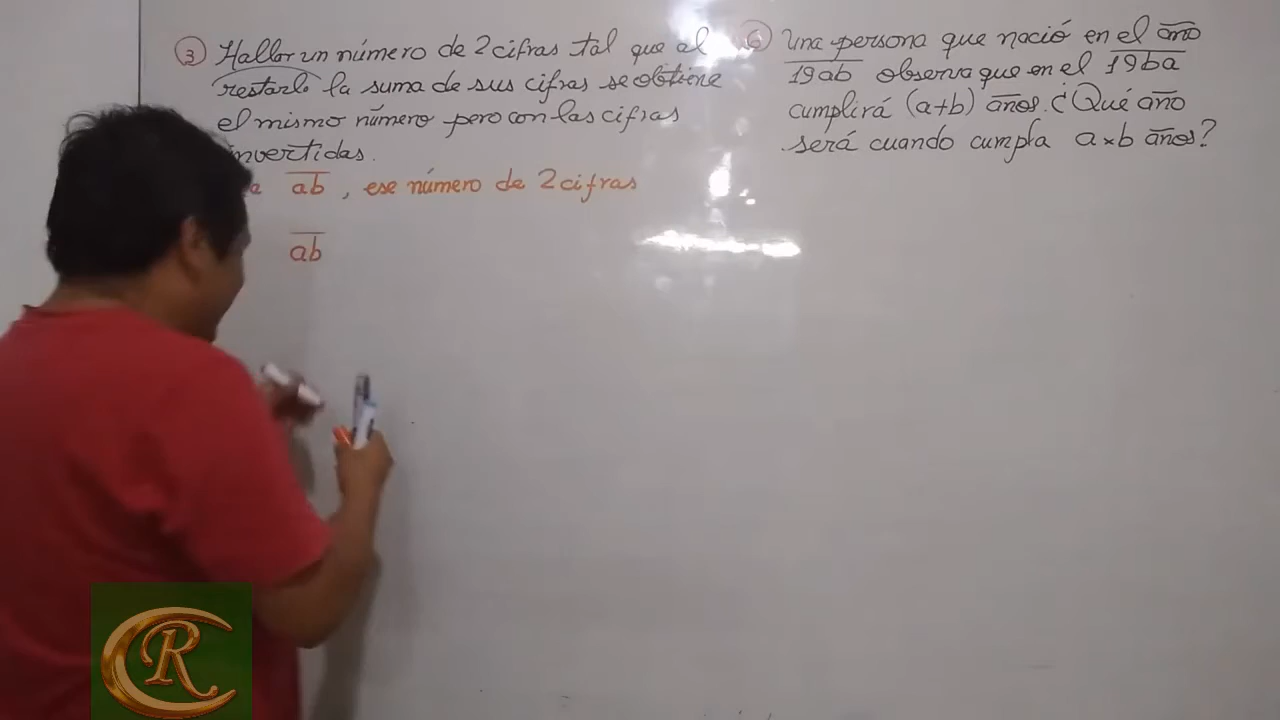 3 Hallar un número de 2 cifras tal que al
restarle la suma de sus cifras se obtiene
el mismo número pero con las cifras
invertidas.
ab , ese número de 2 cifras
ab
6 Una persona que nació en el año
19ab observa que en el 19ba
cumplirá (a+b) años. ¿Qué año
será cuando cumpla a×b años?
CR